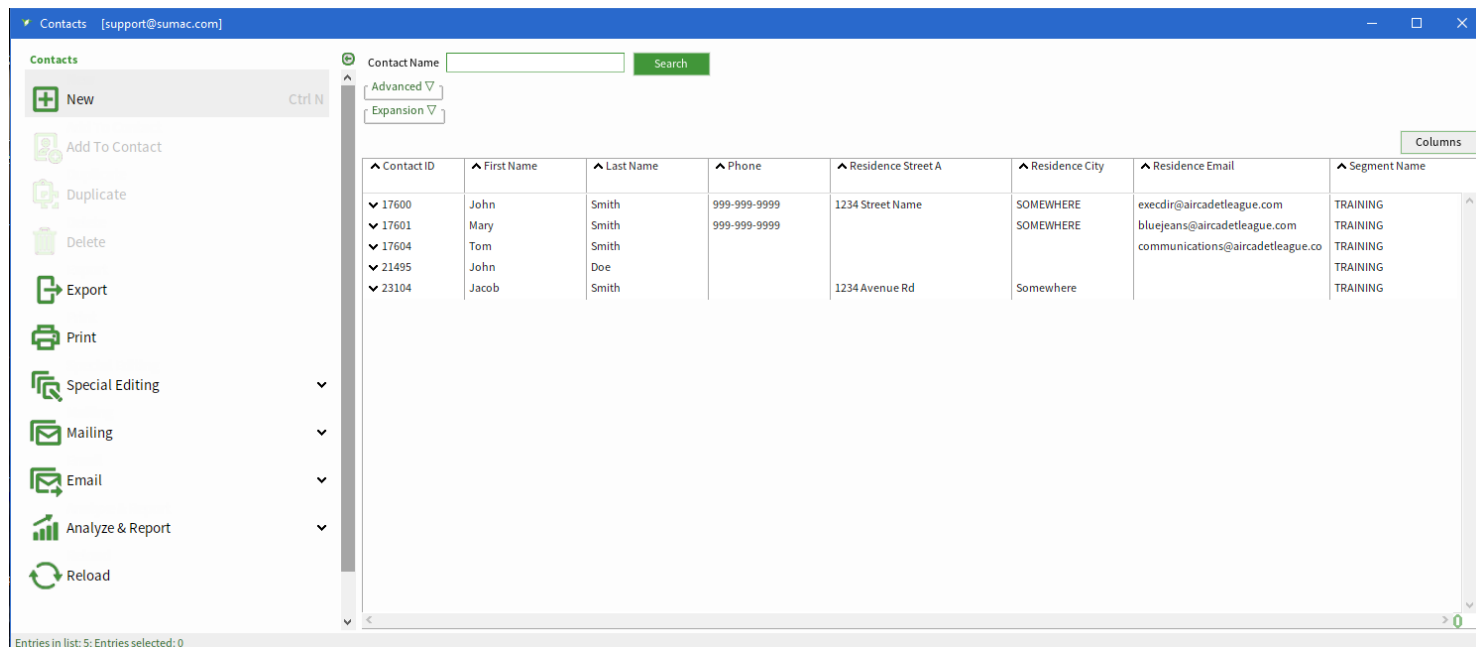 Contacts [support@sumac.com]
Contacts
New Ctrl N
Add To Contact
Duplicate
Delete
Export
Print
Special Editing
Mailing
Email
Analyze & Report
Reload
Contact Name Search
Advanced
Expansion
Columns
Contact ID First Name Last Name Phone Residence Street A Residence City Residence Email Segment Name
17600 John Smith 999-999-9999 1234 Street Name SOMEWHERE execdir@aircadetleague.com TRAINING
17601 Mary Smith 999-999-9999 SOMEWHERE bluejeans@aircadetleague.com TRAINING
17604 Tom Smith communications@aircadetleague.co TRAINING
21495 John Doe TRAINING
23104 Jacob Smith 1234 Avenue Rd Somewhere TRAINING
0
Entries in list: 5; Entries selected: 0